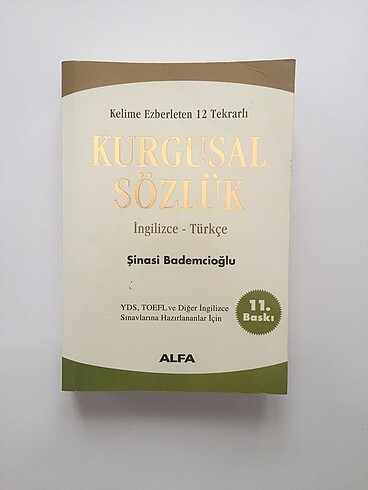 Kelime Ezberleten 12 Tekrarlı
KURGUSAL
SÖZLÜK
İngilizce - Türkçe
Şinasi Bademcioğlu
YDS, TOEFL ve Diğer İngilizce
Sınavlarına Hazırlananlar İçin
11.
Baskı
ALFA